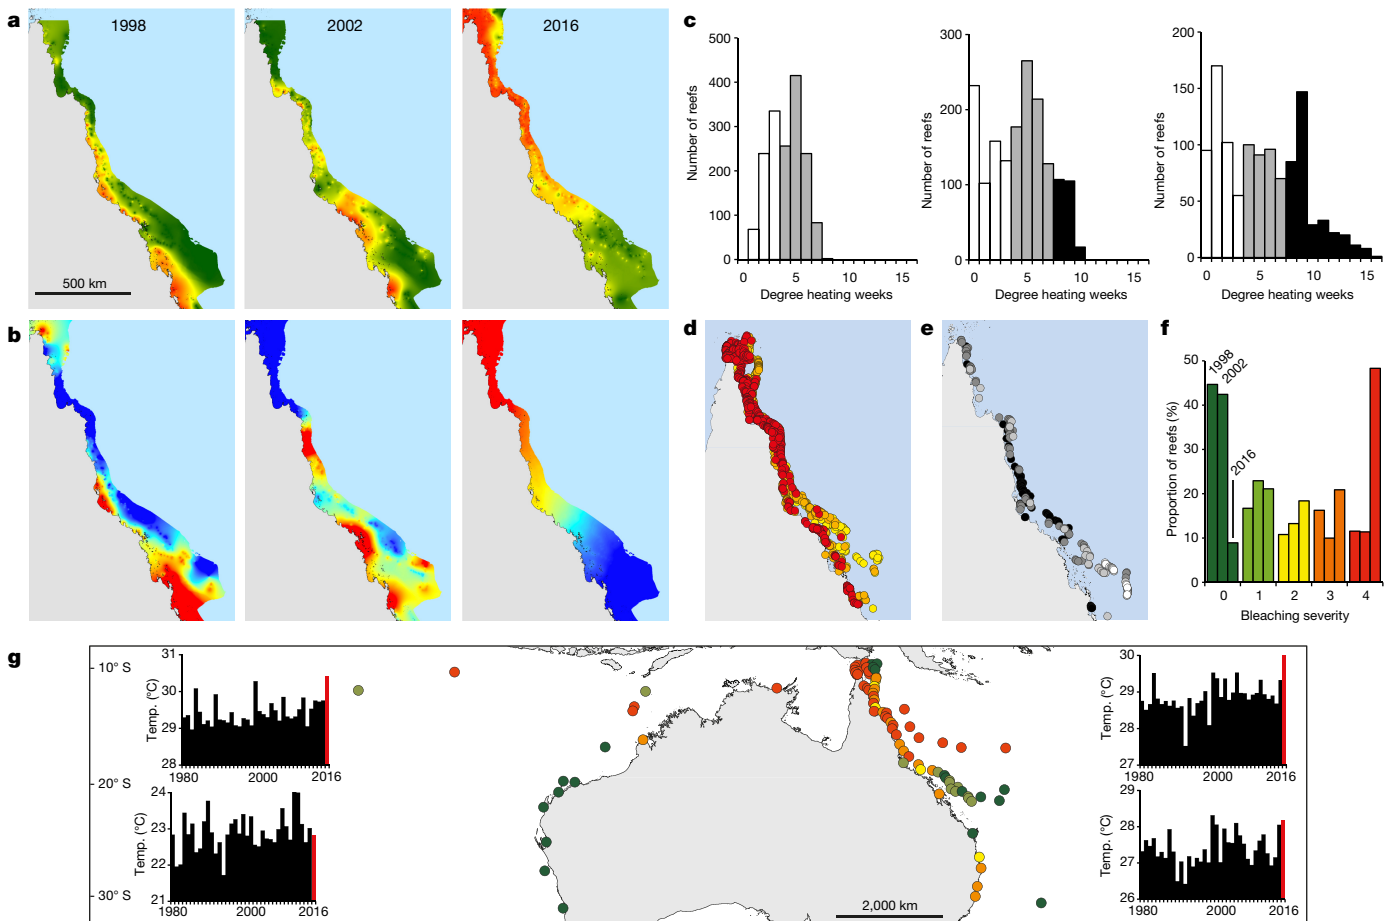 a
1998
2002
2016
500 km
b
c
500
400
300
200
100
0
Number of reefs
0 5 10 15
Degree heating weeks
300
200
100
0
Number of reefs
0 5 10 15
Degree heating weeks
200
150
100
50
0
Number of reefs
0 5 10 15
Degree heating weeks
d
e
f
50
40
30
20
10
0
Proportion of reefs (%)
1998
2002
2016
0 1 2 3 4
Bleaching severity
g
10° S
20° S
30° S
31
30
29
28
Temp. (°C)
1980 2000 2016
24
23
22
21
Temp. (°C)
1980 2000 2016
30
29
28
27
Temp. (°C)
1980 2000 2016
29
28
27
26
Temp. (°C)
1980 2000 2016
2,000 km